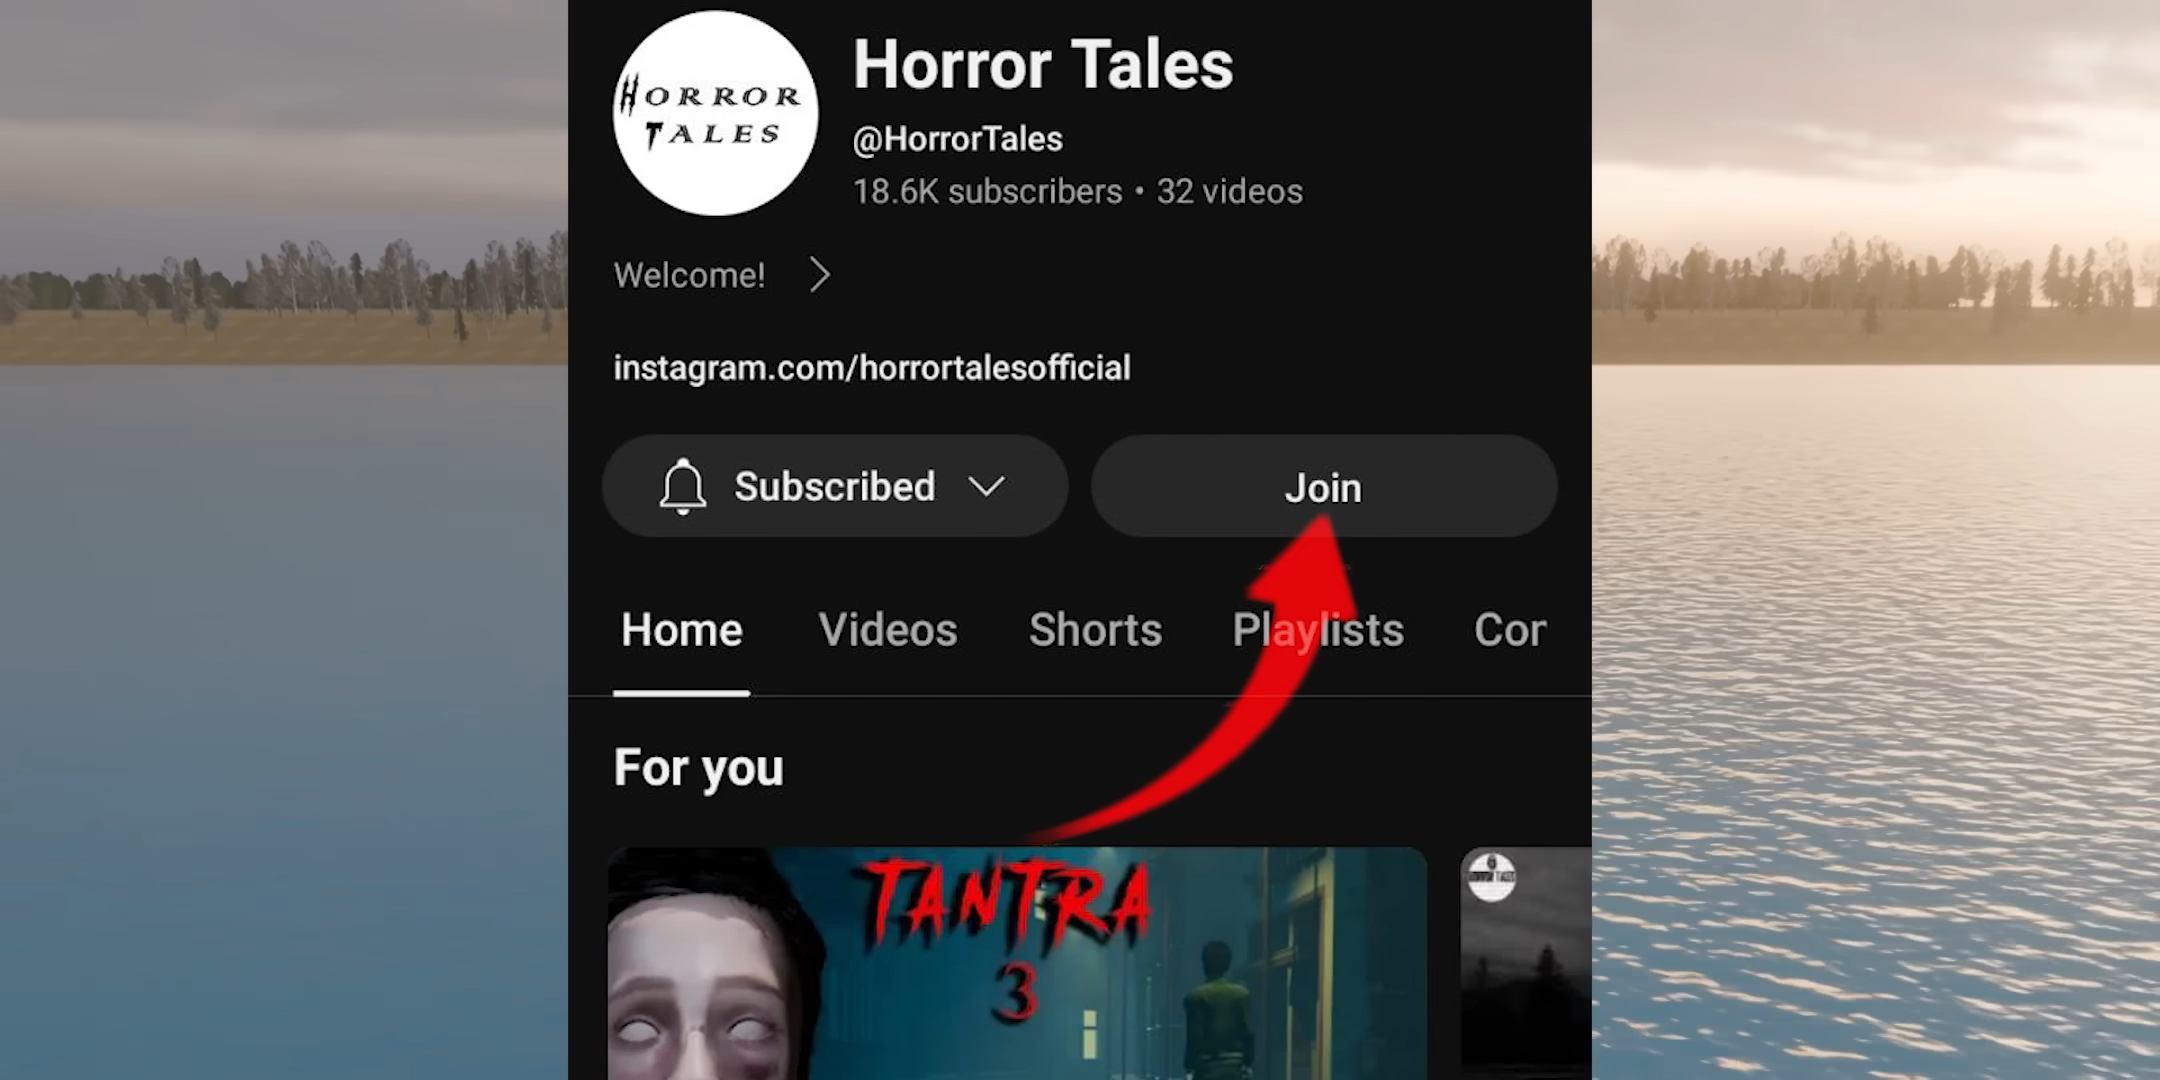 HORROR
TALES
Horror Tales
@HorrorTales
18.6K subscribers • 32 videos
Welcome!
instagram.com/horrortalesofficial
Subscribed
Join
Home Videos Shorts Playlists Cor
For you
TANTRA
3